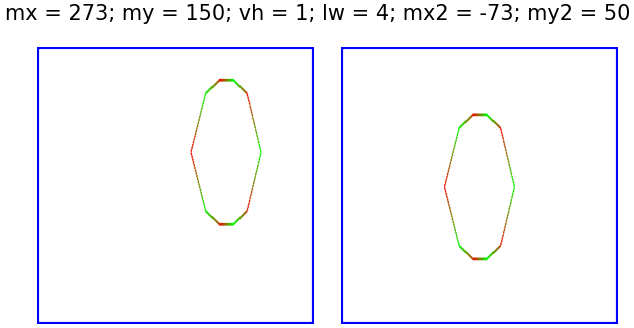 mx = 273; my = 150; vh = 1; lw = 4; mx2 = -73; my2 = 50